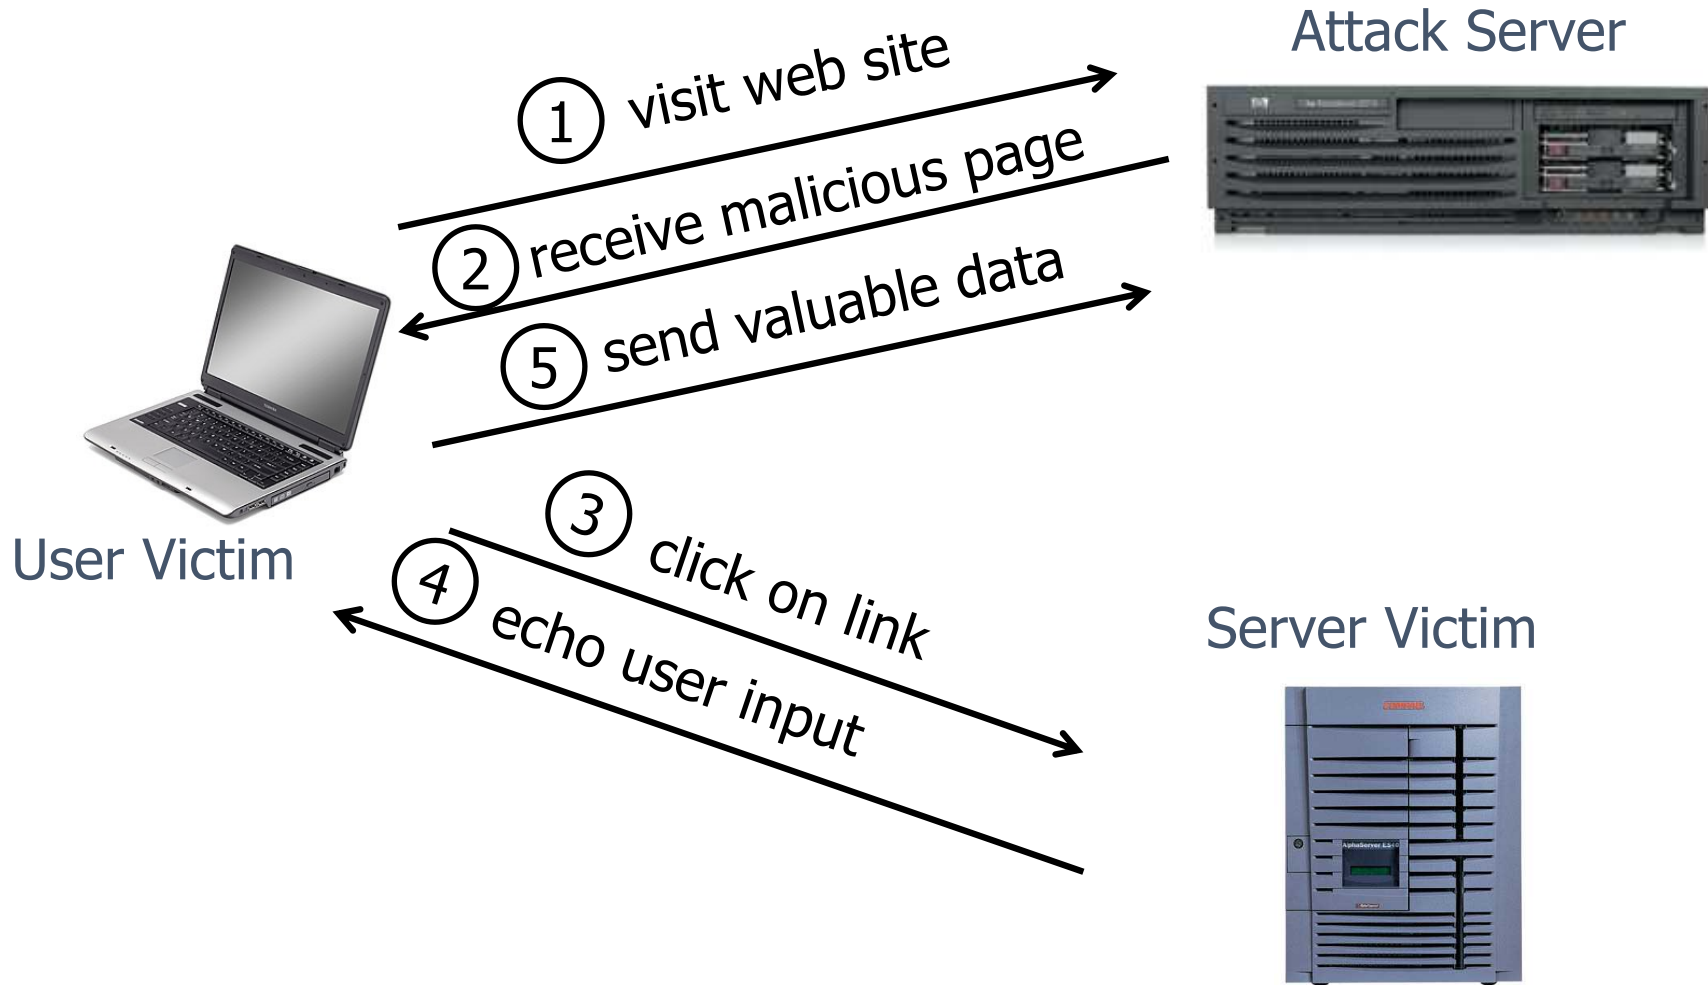 Attack Server
1 visit web site
2 receive malicious page
5 send valuable data
User Victim
3 click on link
4 echo user input
Server Victim